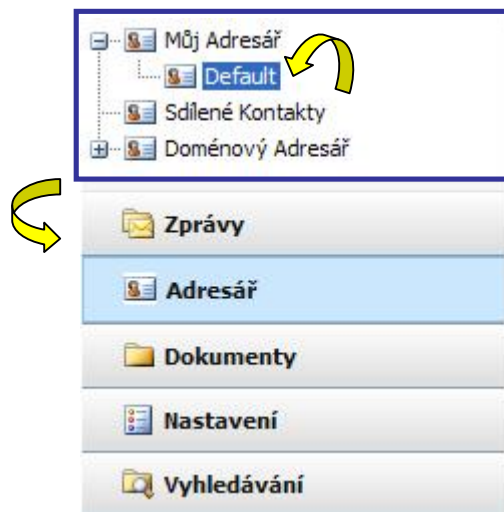 Můj Adresář
Default
Sdílené Kontakty
Doménový Adresář
Zprávy
Adresář
Dokumenty
Nastavení
Vyhledávání